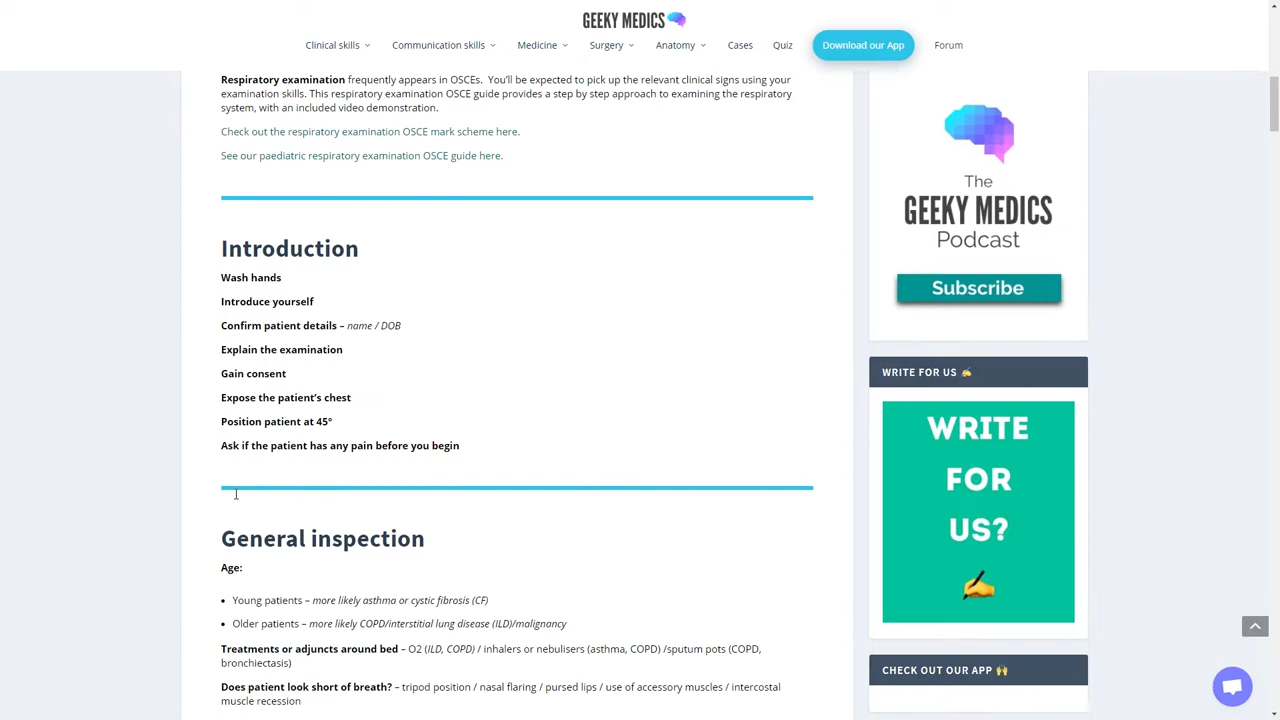 GEEKY MEDICS
Clinical skills Communication skills Medicine Surgery Anatomy Cases Quiz Download our App Forum
Respiratory examination frequently appears in OSCEs. You'll be expected to pick up the relevant clinical signs using your
examination skills. This respiratory examination OSCE guide provides a step by step approach to examining the respiratory
system, with an included video demonstration.
Check out the respiratory examination OSCE mark scheme here.
See our paediatric respiratory examination OSCE guide here.
Introduction
Wash hands
Introduce yourself
Confirm patient details – name / DOB
Explain the examination
Gain consent
Expose the patient's chest
Position patient at 45°
Ask if the patient has any pain before you begin
General inspection
Age:
• Young patients – more likely asthma or cystic fibrosis (CF)
• Older patients – more likely COPD/interstitial lung disease (ILD)/malignancy
Treatments or adjuncts around bed – O2 (ILD, COPD) / inhalers or nebulisers (asthma, COPD) /sputum pots (COPD,
bronchiectasis)
Does patient look short of breath? – tripod position / nasal flaring / pursed lips / use of accessory muscles / intercostal
muscle recession
The
GEEKY MEDICS
Podcast
Subscribe
WRITE FOR US ✍
WRITE
FOR
US?
CHECK OUT OUR APP 🙌